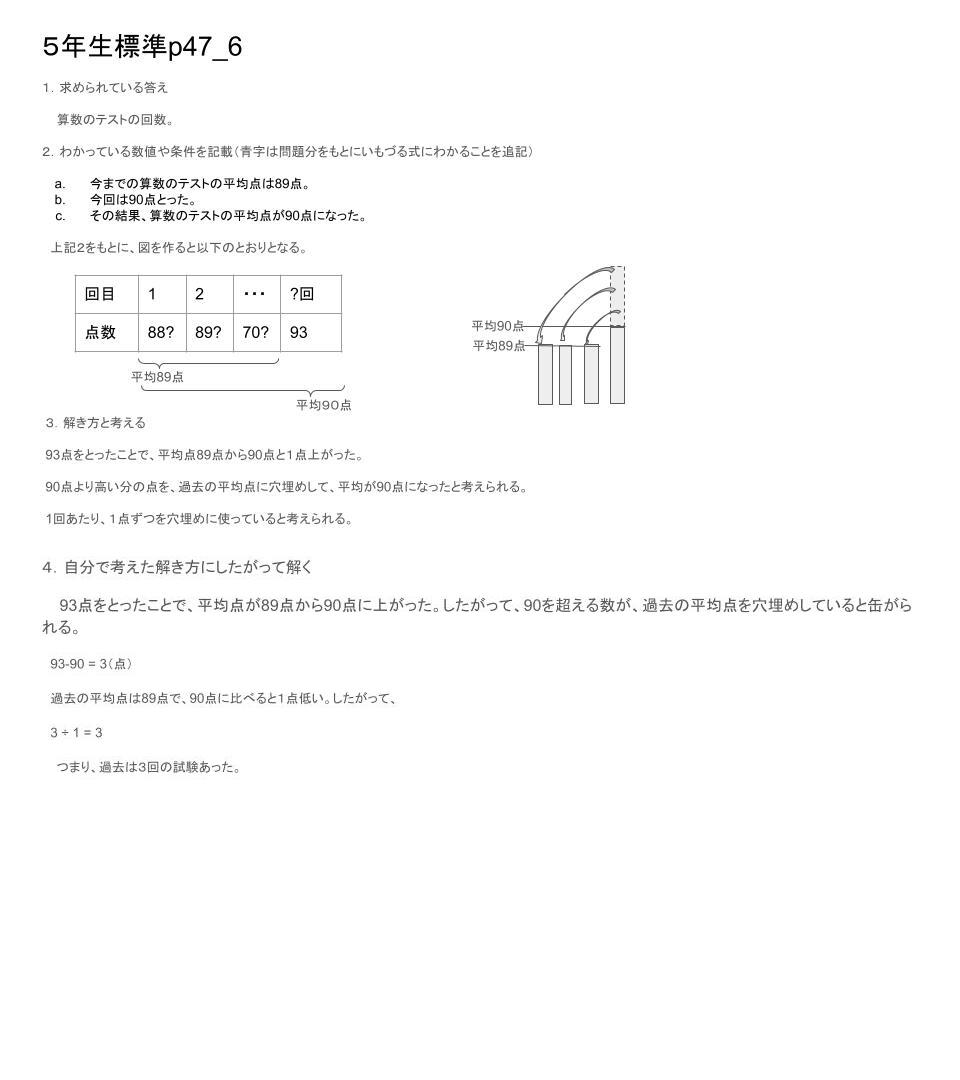 ５年生標準p47_6
１．求められている答え
算数のテストの回数。
２．わかっている数値や条件を記載（青字は問題分をもとにいもづる式にわかることを追記）
a. 今までの算数のテストの平均点は89点。
b. 今回は90点とった。
c. その結果、算数のテストの平均点が90点になった。
上記２をもとに、図を作ると以下のとおりとなる。
回目 1 2 ・・・ ?回
点数 88? 89? 70? 93
平均89点
平均９０点
平均90点
平均89点
３．解き方と考える
93点をとったことで、平均点89点から90点と１点上がった。
90点より高い分の点を、過去の平均点に穴埋めして、平均が90点になったと考えられる。
1回あたり、１点ずつを穴埋めに使っていると考えられる。
４．自分で考えた解き方にしたがって解く
93点をとったことで、平均点が89点から90点に上がった。したがって、90を超える数が、過去の平均点を穴埋めしていると缶がら
れる。
93-90 = 3（点）
過去の平均点は89点で、90点に比べると１点低い。したがって、
3 ÷ 1 = 3
つまり、過去は３回の試験あった。